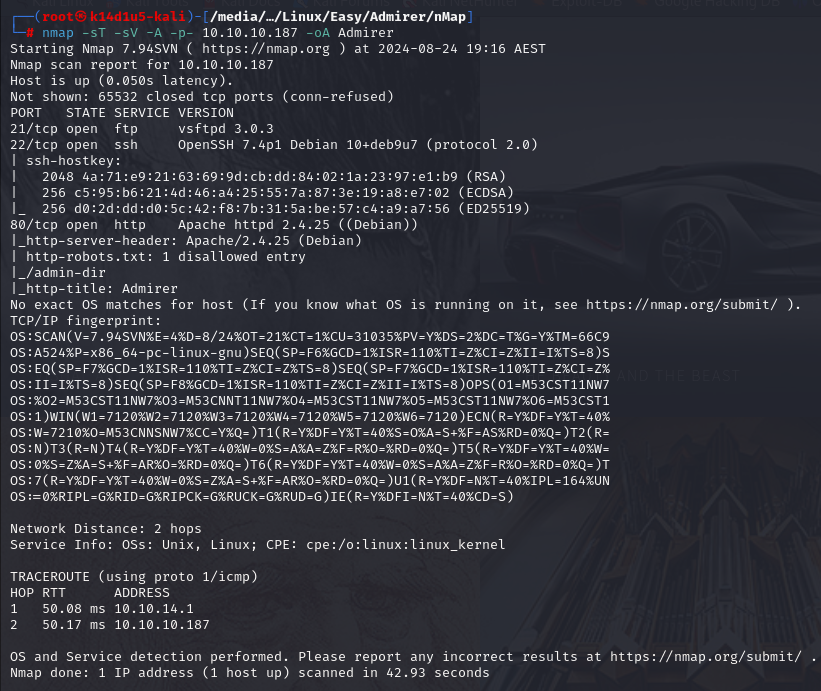 ┌──(root㉿k14d1u5-kali)-[/media/…/Linux/Easy/Admirer/nMap]
└─# nmap -sT -sV -A -p- 10.10.10.187 -oA Admirer
Starting Nmap 7.94SVN ( https://nmap.org ) at 2024-08-24 19:16 AEST
Nmap scan report for 10.10.10.187
Host is up (0.050s latency).
Not shown: 65532 closed tcp ports (conn-refused)
PORT   STATE SERVICE VERSION
21/tcp open  ftp     vsftpd 3.0.3
22/tcp open  ssh     OpenSSH 7.4p1 Debian 10+deb9u7 (protocol 2.0)
| ssh-hostkey:
|   2048 4a:71:e9:21:63:69:9d:cb:dd:84:02:1a:23:97:e1:b9 (RSA)
|   256 c5:95:b6:21:4d:46:a4:25:55:7a:87:3e:19:a8:e7:02 (ECDSA)
|_  256 d0:2d:dd:d0:5c:42:f8:7b:31:5a:be:57:c4:a9:a7:56 (ED25519)
80/tcp open  http    Apache httpd 2.4.25 ((Debian))
|_http-server-header: Apache/2.4.25 (Debian)
| http-robots.txt: 1 disallowed entry
|_/admin-dir
|_http-title: Admirer
No exact OS matches for host (If you know what OS is running on it, see https://nmap.org/submit/ ).
TCP/IP fingerprint:
OS:SCAN(V=7.94SVN%E=4%D=8/24%OT=21%CT=1%CU=31035%PV=Y%DS=2%DC=T%G=Y%TM=66C9
OS:A524%P=x86_64-pc-linux-gnu)SEQ(SP=F6%GCD=1%ISR=110%TI=Z%CI=Z%II=I%TS=8)S
OS:EQ(SP=F7%GCD=1%ISR=110%TI=Z%CI=Z%TS=8)SEQ(SP=F7%GCD=1%ISR=110%TI=Z%CI=Z%
OS:II=I%TS=8)SEQ(SP=F8%GCD=1%ISR=110%TI=Z%CI=Z%II=I%TS=8)OPS(O1=M53CST11NW7
OS:%O2=M53CST11NW7%O3=M53CNNT11NW7%O4=M53CST11NW7%O5=M53CST11NW7%O6=M53CST1
OS:1)WIN(W1=7120%W2=7120%W3=7120%W4=7120%W5=7120%W6=7120)ECN(R=Y%DF=Y%T=40%
OS:W=7210%O=M53CNNSNW7%CC=Y%Q=)T1(R=Y%DF=Y%T=40%S=O%A=S+%F=AS%RD=0%Q=)T2(R=
OS:N)T3(R=N)T4(R=Y%DF=Y%T=40%W=0%S=A%A=Z%F=R%O=%RD=0%Q=)T5(R=Y%DF=Y%T=40%W=
OS:0%S=Z%A=S+%F=AR%O=%RD=0%Q=)T6(R=Y%DF=Y%T=40%W=0%S=A%A=Z%F=R%O=%RD=0%Q=)T
OS:7(R=Y%DF=Y%T=40%W=0%S=Z%A=S+%F=AR%O=%RD=0%Q=)U1(R=Y%DF=N%T=40%IPL=164%UN
OS:=0%RIPL=G%RID=G%RIPCK=G%RUCK=G%RUD=G)IE(R=Y%DFI=N%T=40%CD=S)
AND THE BEAST
Network Distance: 2 hops
Service Info: OSs: Unix, Linux; CPE: cpe:/o:linux:linux_kernel
TRACEROUTE (using proto 1/icmp)
HOP RTT      ADDRESS
1   50.08 ms 10.10.14.1
2   50.17 ms 10.10.10.187
OS and Service detection performed. Please report any incorrect results at https://nmap.org/submit/ .
Nmap done: 1 IP address (1 host up) scanned in 42.93 seconds